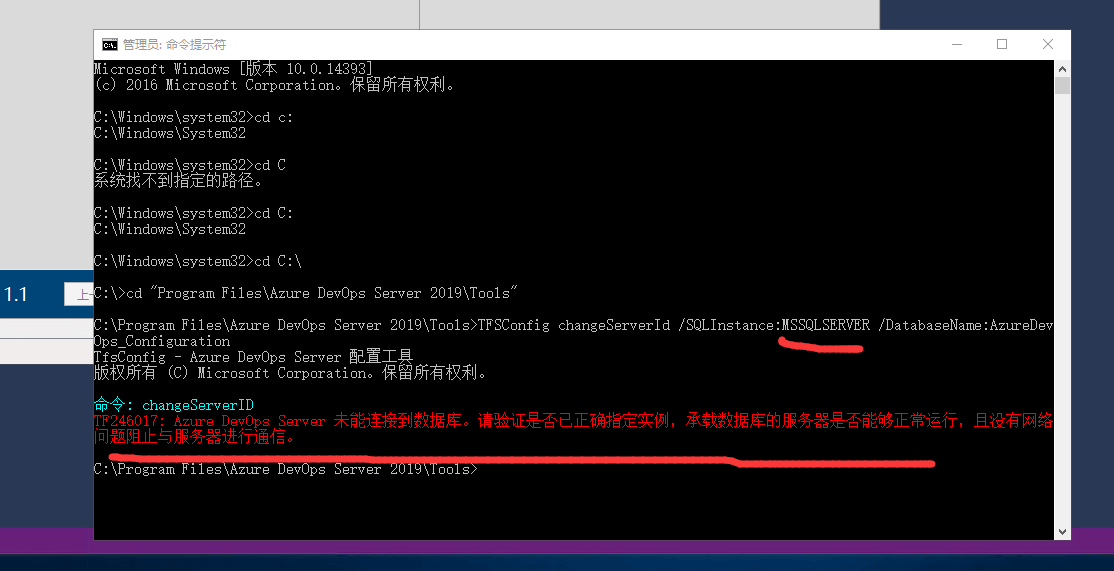 管理员: 命令提示符
Microsoft Windows [版本 10.0.14393]
(c) 2016 Microsoft Corporation。保留所有权利。
C:\Windows\system32>cd c:
C:\Windows\System32
C:\Windows\system32>cd C
系统找不到指定的路径。
C:\Windows\system32>cd C:
C:\Windows\System32
C:\Windows\system32>cd C:\
C:\>cd "Program Files\Azure DevOps Server 2019\Tools"
C:\Program Files\Azure DevOps Server 2019\Tools>TFSConfig changeServerId /SQLInstance:MSSQLSERVER /DatabaseName:AzureDev
Ops_Configuration
TfsConfig - Azure DevOps Server 配置工具
版权所有 (C) Microsoft Corporation。保留所有权利。
命令: changeServerID
TF246017: Azure DevOps Server 未能连接到数据库。请验证是否已正确指定实例，承载数据库的服务器是否能够正常运行，且没有网络
问题阻止与服务器进行通信。
C:\Program Files\Azure DevOps Server 2019\Tools>
1.1
上